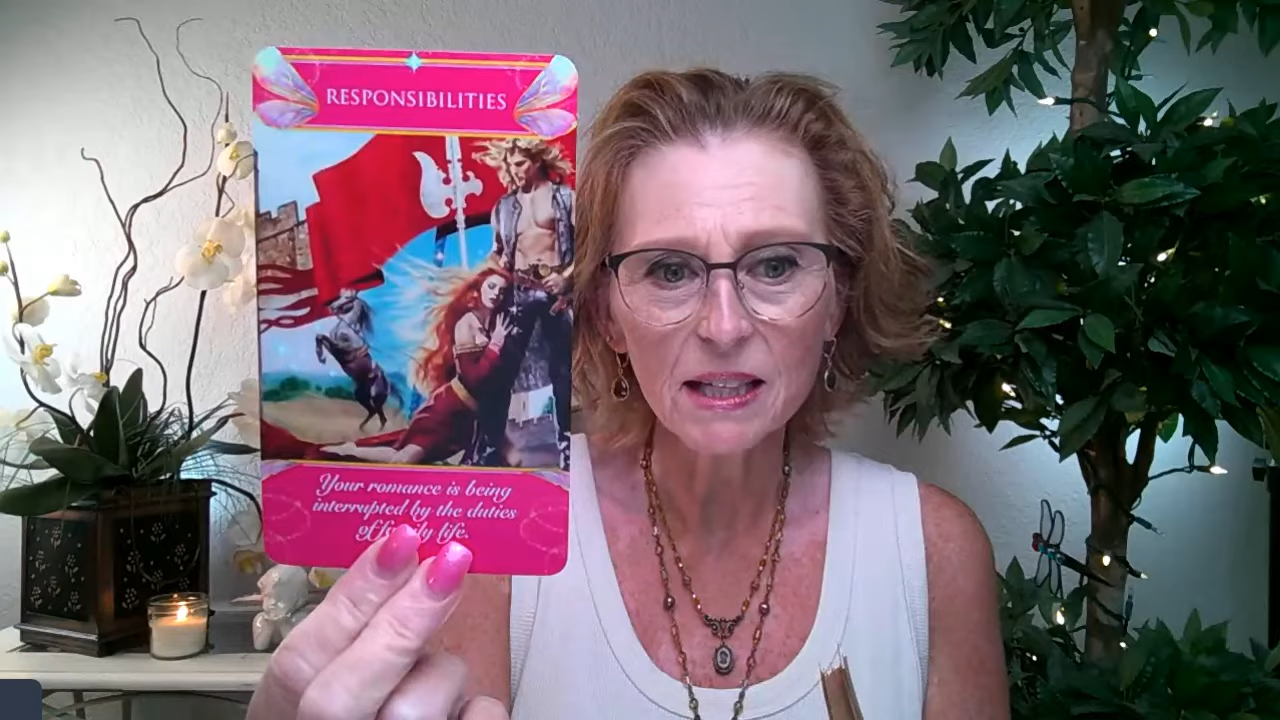 RESPONSIBILITIES
Your romance is being
interrupted by the duties
life.